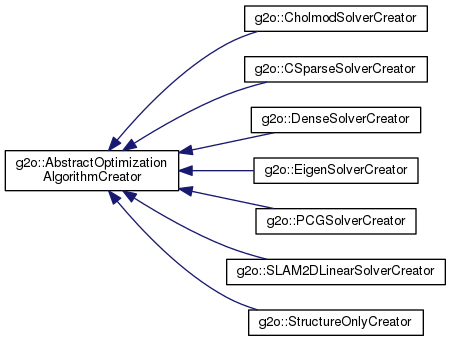 g2o::CholmodSolverCreator
g2o::CSparseSolverCreator
g2o::DenseSolverCreator
g2o::AbstractOptimization
AlgorithmCreator
g2o::EigenSolverCreator
g2o::PCGSolverCreator
g2o::SLAM2DLinearSolverCreator
g2o::StructureOnlyCreator